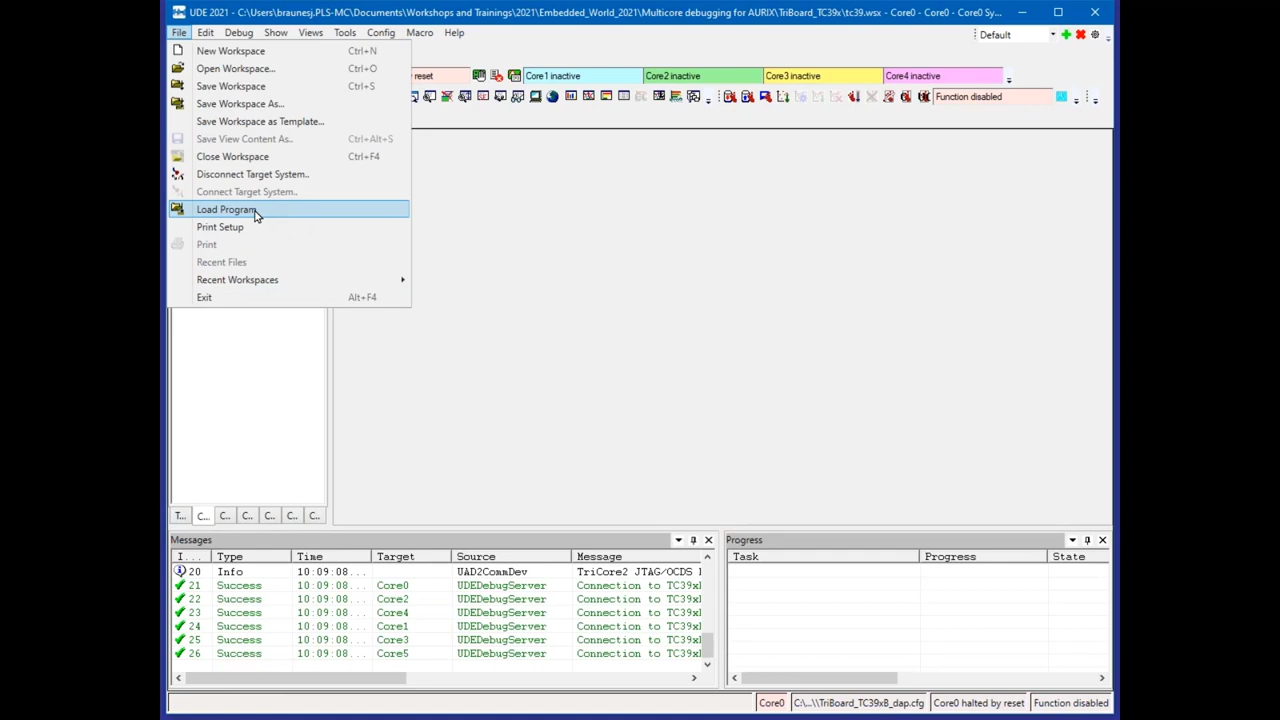 UDE 2021 - C:\Users\braunesj.PLS-MC\Documents\Workshops and Trainings\2021\Embedded_World_2021\Multicore debugging for AURIX\TriBoard_TC39x\tc39.wsx - Core0 - Core0 - Core0 Sy...
File Edit Debug Show Views Tools Config Macro Help
Default
New Workspace Ctrl+N
Open Workspace... Ctrl+O
Save Workspace Ctrl+S
Save Workspace As...
Save Workspace as Template...
Save View Content As.. Ctrl+Alt+S
Close Workspace Ctrl+F4
Disconnect Target System..
Connect Target System..
Load Program
Print Setup
Print
Recent Files
Recent Workspaces
Exit Alt+F4
reset Core1 inactive Core2 inactive Core3 inactive Core4 inactive
Function disabled
T... C... C... C... C... C... C...
Messages
I... Type Time Target Source Message
20 Info 10:09:08... UAD2CommDev TriCore2 JTAG/OCDS
21 Success 10:09:08... Core0 UDEDebugServer Connection to TC39x
22 Success 10:09:08... Core2 UDEDebugServer Connection to TC39x
23 Success 10:09:08... Core4 UDEDebugServer Connection to TC39x
24 Success 10:09:08... Core1 UDEDebugServer Connection to TC39x
25 Success 10:09:08... Core3 UDEDebugServer Connection to TC39x
26 Success 10:09:08... Core5 UDEDebugServer Connection to TC39x
Progress
Task Progress State
Core0 C:\...\\TriBoard_TC39xB_dap.cfg Core0 halted by reset Function disabled